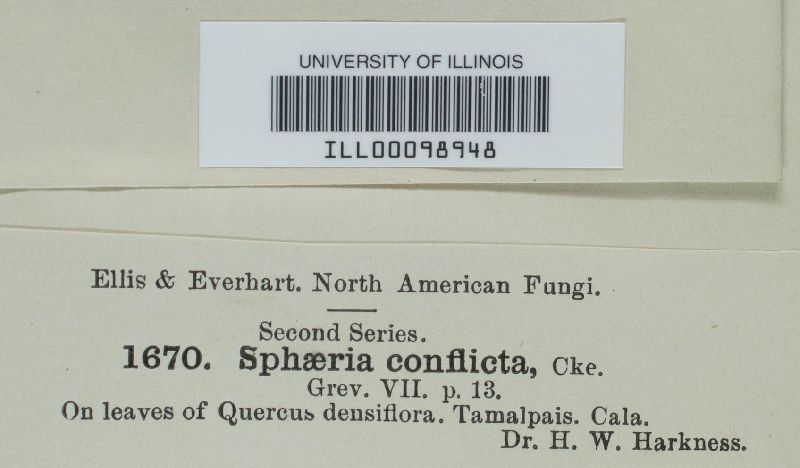 UNIVERSITY OF ILLINOIS
ILL00098948
Ellis & Everhart. North American Fungi.
Second Series.
1670. Sphæria conflicta, Cke.
Grev. VII. p. 13.
On leaves of Quercus densiflora. Tamalpais. Cala.
Dr. H. W. Harkness.